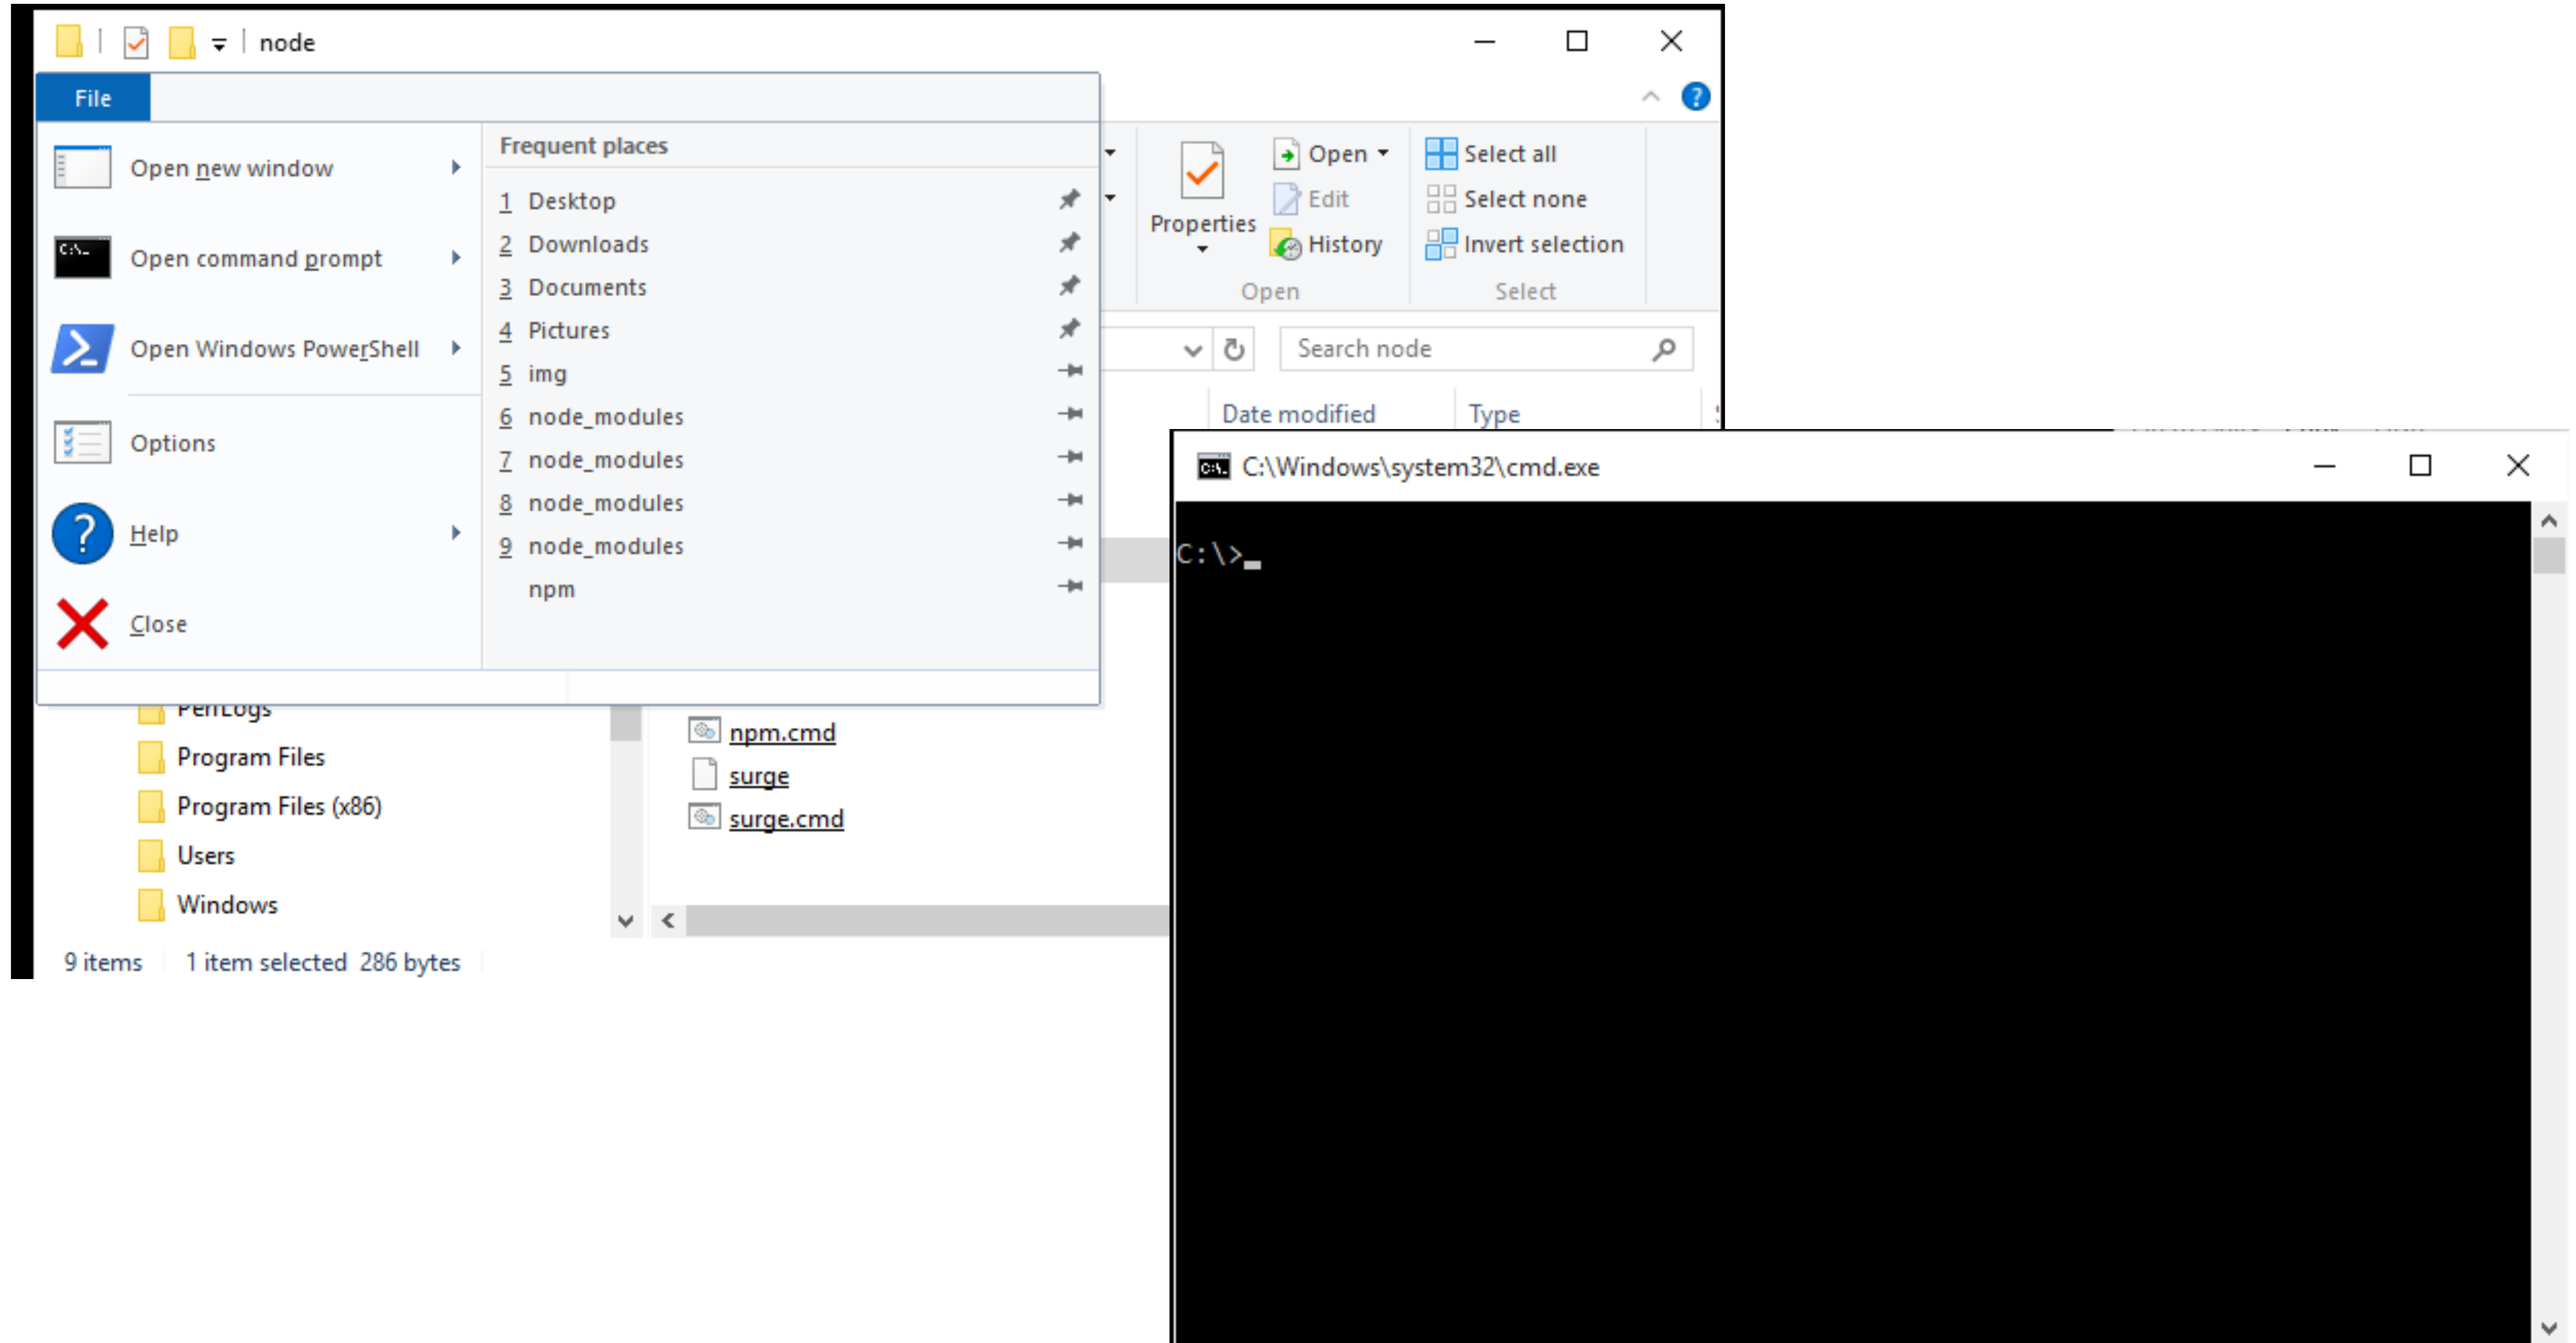 node
File
Open new window
Open command prompt
Open Windows PowerShell
Options
Help
Close
Frequent places
1 Desktop
2 Downloads
3 Documents
4 Pictures
5 img
6 node_modules
7 node_modules
8 node_modules
9 node_modules
npm
Properties
Open
Edit
History
Open
Select all
Select none
Invert selection
Select
Search node
Date modified
Type
PerfLogs
Program Files
Program Files (x86)
Users
Windows
npm.cmd
surge
surge.cmd
9 items
1 item selected 286 bytes
C:\Windows\system32\cmd.exe
C:\>